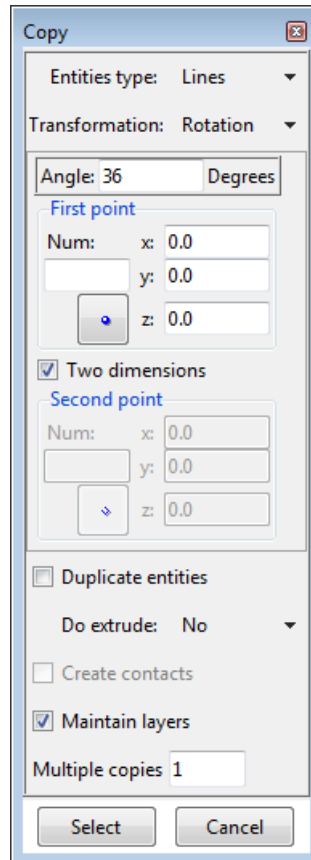 Copy
Entities type: Lines
Transformation: Rotation
Angle: 36 Degrees
First point
Num: x: 0.0
y: 0.0
z: 0.0
Two dimensions
Second point
Num: x: 0.0
y: 0.0
z: 0.0
Duplicate entities
Do extrude: No
Create contacts
Maintain layers
Multiple copies 1
Select Cancel